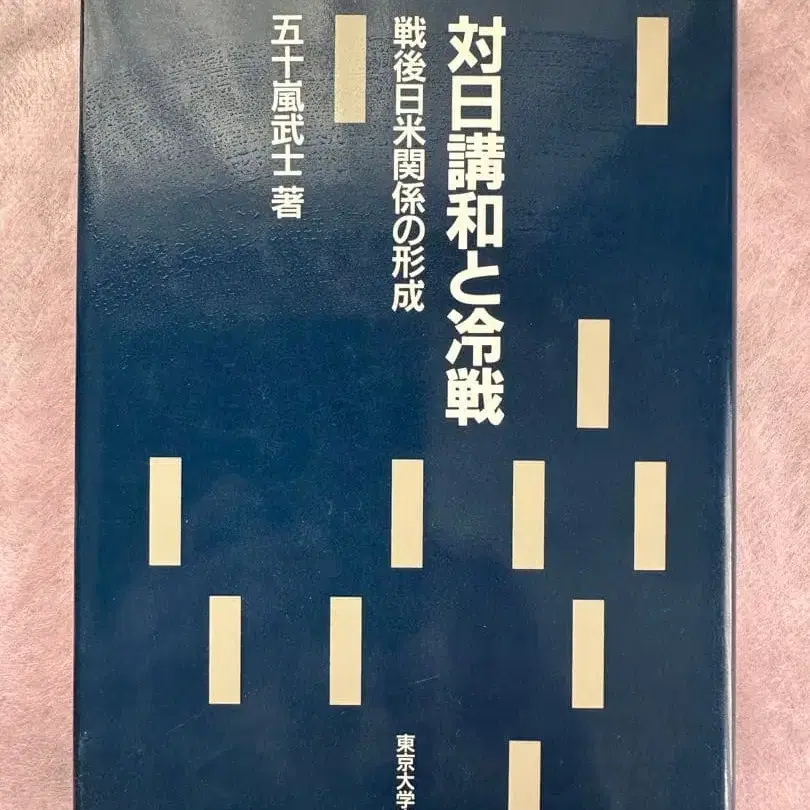 対日講和と冷戦
戦後日米関係の形成
五十嵐武士 著
東京大学